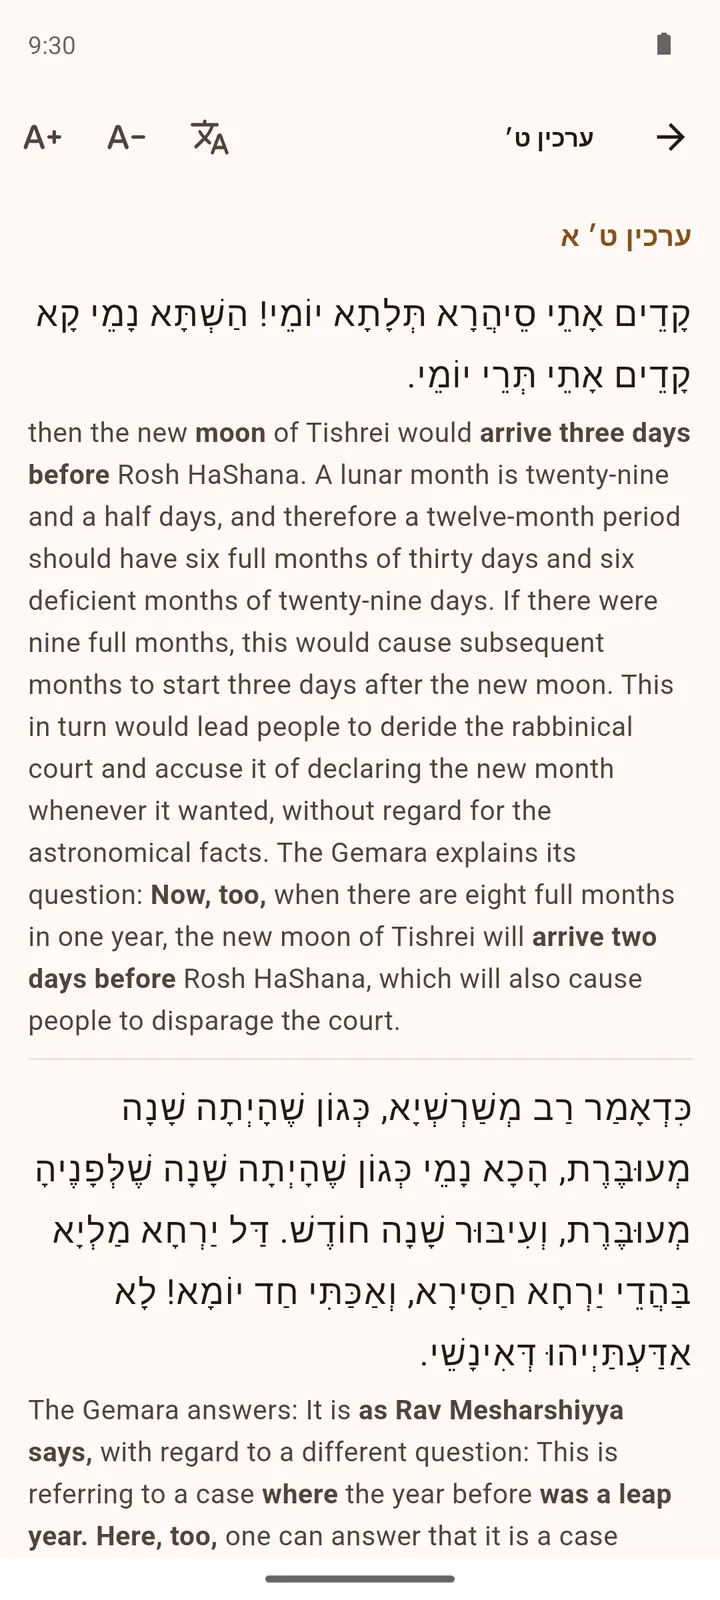 9:30
A+ A− 文A ערכין ט׳
ערכין ט׳ א
קָדֵים אָתֵי סֵיהֲרָא תְּלָתָא יוֹמֵי! הַשְׁתָּא נָמֵי קָא
קָדֵים אָתֵי תְּרֵי יוֹמֵי.
then the new moon of Tishrei would arrive three days
before Rosh HaShana. A lunar month is twenty-nine
and a half days, and therefore a twelve-month period
should have six full months of thirty days and six
deficient months of twenty-nine days. If there were
nine full months, this would cause subsequent
months to start three days after the new moon. This
in turn would lead people to deride the rabbinical
court and accuse it of declaring the new month
whenever it wanted, without regard for the
astronomical facts. The Gemara explains its
question: Now, too, when there are eight full months
in one year, the new moon of Tishrei will arrive two
days before Rosh HaShana, which will also cause
people to disparage the court.
כִּדְאָמַר רַב מְשַׁרְשְׁיָא, כְּגוֹן שֶׁהָיְתָה שָׁנָה
מְעוּבֶּרֶת, הָכָא נָמֵי כְּגוֹן שֶׁהָיְתָה שָׁנָה שֶׁלְּפָנֶיהָ
מְעוּבֶּרֶת, וְעִיבּוּר שָׁנָה חוֹדֶשׁ. דַּל יַרְחָא מַלְיָא
בַּהֲדֵי יַרְחָא חַסִּירָא, וְאַכַּתִּי חַד יוֹמָא! לָא
אַדַּעְתַּיְיהוּ דְּאִינָשֵׁי.
The Gemara answers: It is as Rav Mesharshiyya
says, with regard to a different question: This is
referring to a case where the year before was a leap
year. Here, too, one can answer that it is a case